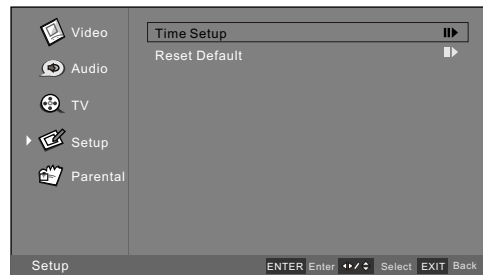 Video
Audio
TV
Setup
Parental
Time Setup
Reset Default
Setup
ENTER Enter Select EXIT Back